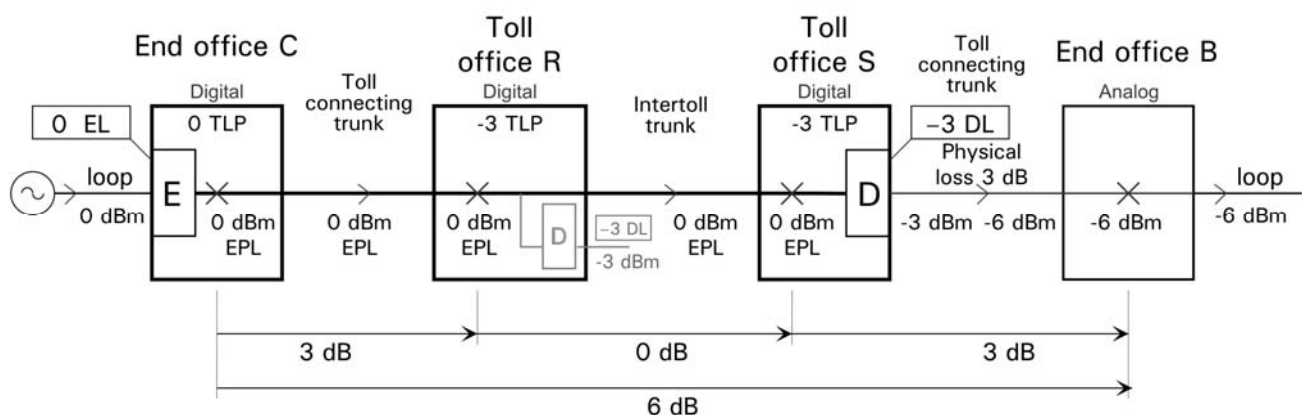 End office C
Toll
office R
Toll
office S
Toll
connecting
trunk
End office B
Digital
0 TLP
Toll
connecting
trunk
Digital
-3 TLP
Intertoll
trunk
Digital
-3 TLP
Analog
0 EL
−3 DL
loop
0 dBm
E
0 dBm
EPL
0 dBm
EPL
0 dBm
EPL
D
−3 DL
-3 dBm
0 dBm
EPL
0 dBm
EPL
D
Physical
loss 3 dB
-3 dBm
-6 dBm
-6 dBm
loop
-6 dBm
3 dB
0 dB
3 dB
6 dB